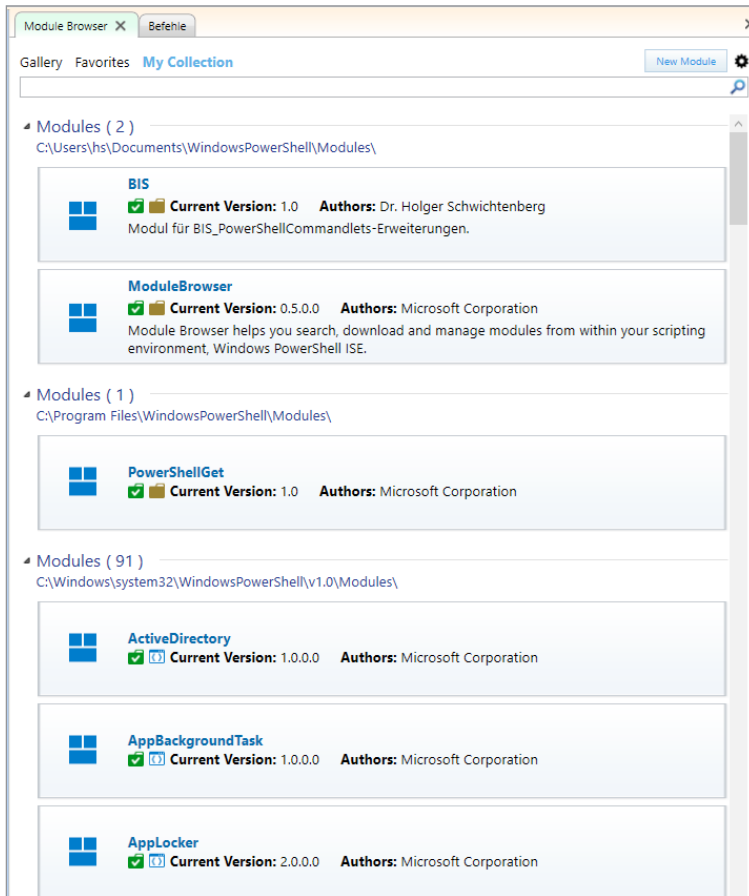 Module Browser
Befehle
Gallery Favorites My Collection
New Module
Modules ( 2 )
C:\Users\hs\Documents\WindowsPowerShell\Modules\
BIS
Current Version: 1.0 Authors: Dr. Holger Schwichtenberg
Modul für BIS_PowerShellCommandlets-Erweiterungen.
ModuleBrowser
Current Version: 0.5.0.0 Authors: Microsoft Corporation
Module Browser helps you search, download and manage modules from within your scripting
environment, Windows PowerShell ISE.
Modules ( 1 )
C:\Program Files\WindowsPowerShell\Modules\
PowerShellGet
Current Version: 1.0 Authors: Microsoft Corporation
Modules ( 91 )
C:\Windows\system32\WindowsPowerShell\v1.0\Modules\
ActiveDirectory
Current Version: 1.0.0.0 Authors: Microsoft Corporation
AppBackgroundTask
Current Version: 1.0.0.0 Authors: Microsoft Corporation
AppLocker
Current Version: 2.0.0.0 Authors: Microsoft Corporation